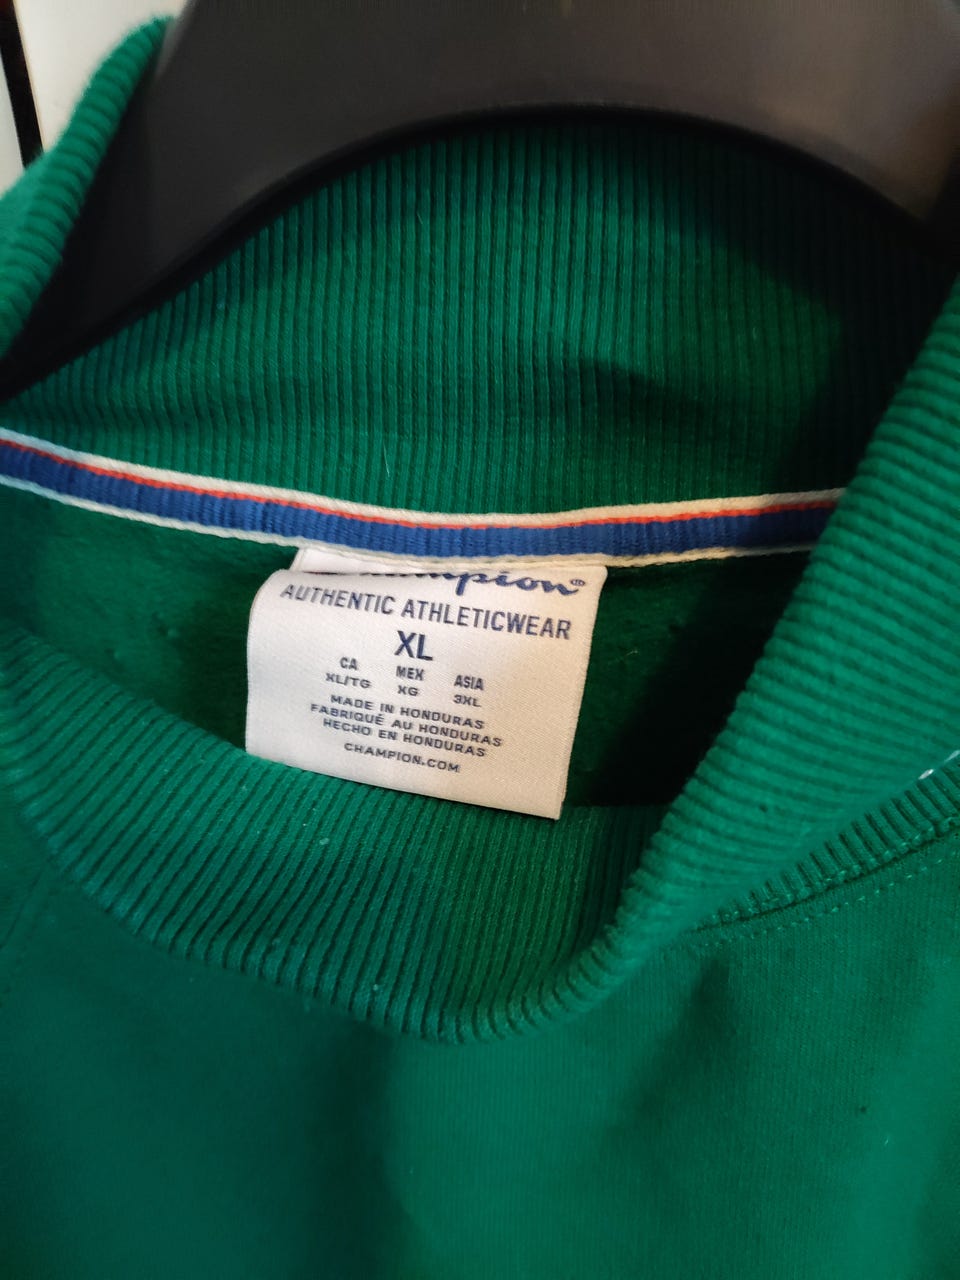 Champion®
AUTHENTIC ATHLETICWEAR
XL
CA MEX ASIA
XL/TG XG 3XL
MADE IN HONDURAS
FABRIQUÉ AU HONDURAS
HECHO EN HONDURAS
CHAMPION.COM